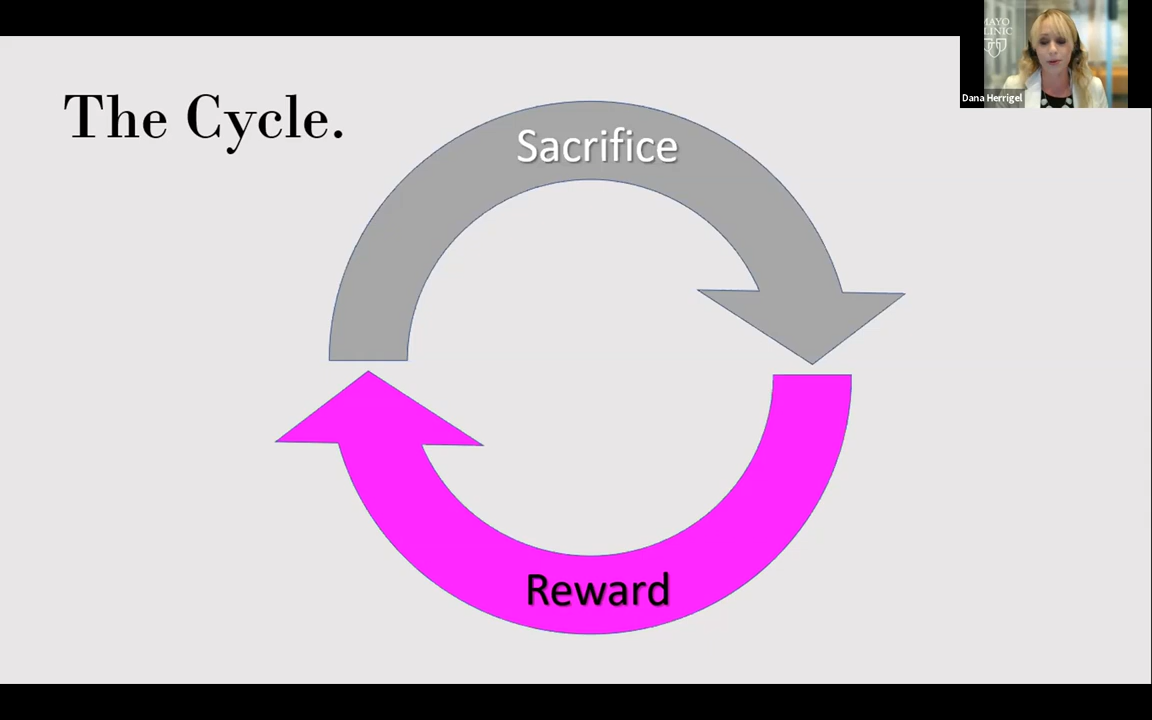 The Cycle.
Sacrifice
Reward
MAYO
CLINIC
Dana Herrigel